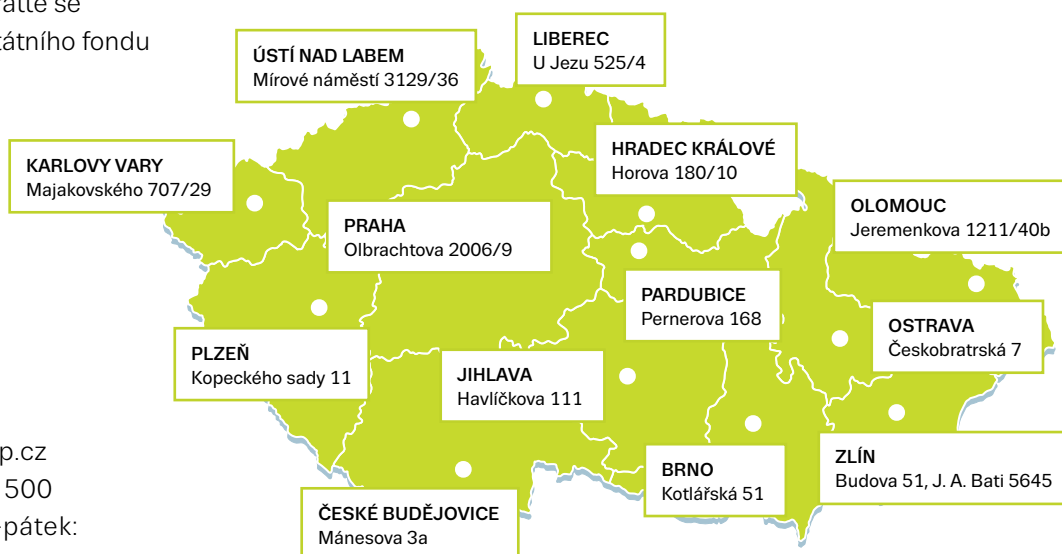 se
tátního fondu
ÚSTÍ NAD LABEM
Mírové náměstí 3129/36
LIBEREC
U Jezu 525/4
KARLOVY VARY
Majakovského 707/29
HRADEC KRÁLOVÉ
Horova 180/10
PRAHA
Olbrachtova 2006/9
OLOMOUC
Jeremenkova 1211/40b
PARDUBICE
Pernerova 168
OSTRAVA
Českobratrská 7
PLZEŇ
Kopeckého sady 11
JIHLAVA
Havlíčkova 111
BRNO
Kotlářská 51
ZLÍN
Budova 51, J. A. Bati 5645
ČESKÉ BUDĚJOVICE
Mánesova 3a
p.cz
500
-pátek: